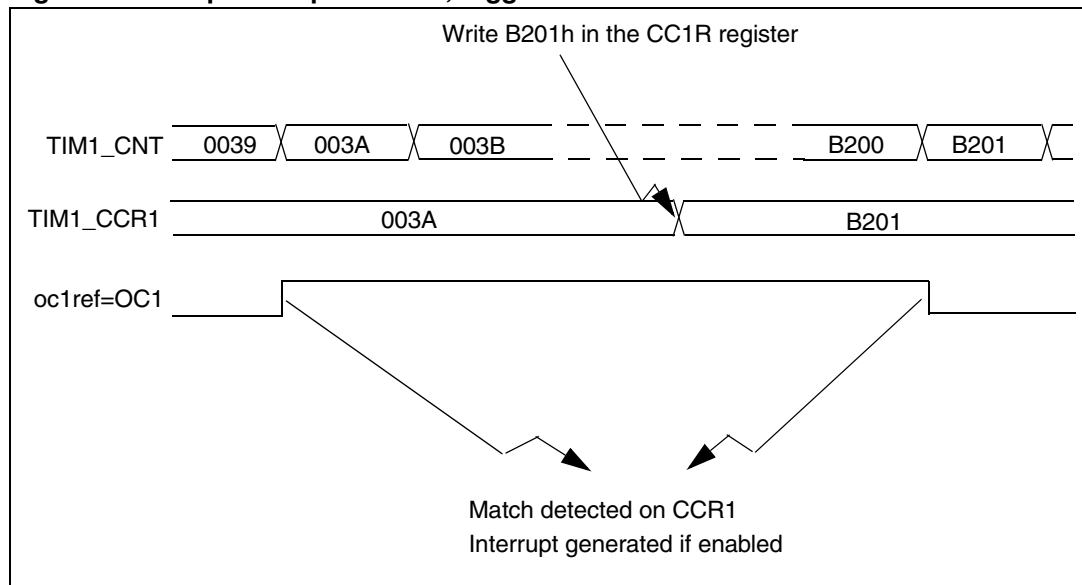 Write B201h in the CC1R register
TIM1_CNT 0039 003A 003B B200 B201
TIM1_CCR1 003A B201
oc1ref=OC1
Match detected on CCR1
Interrupt generated if enabled